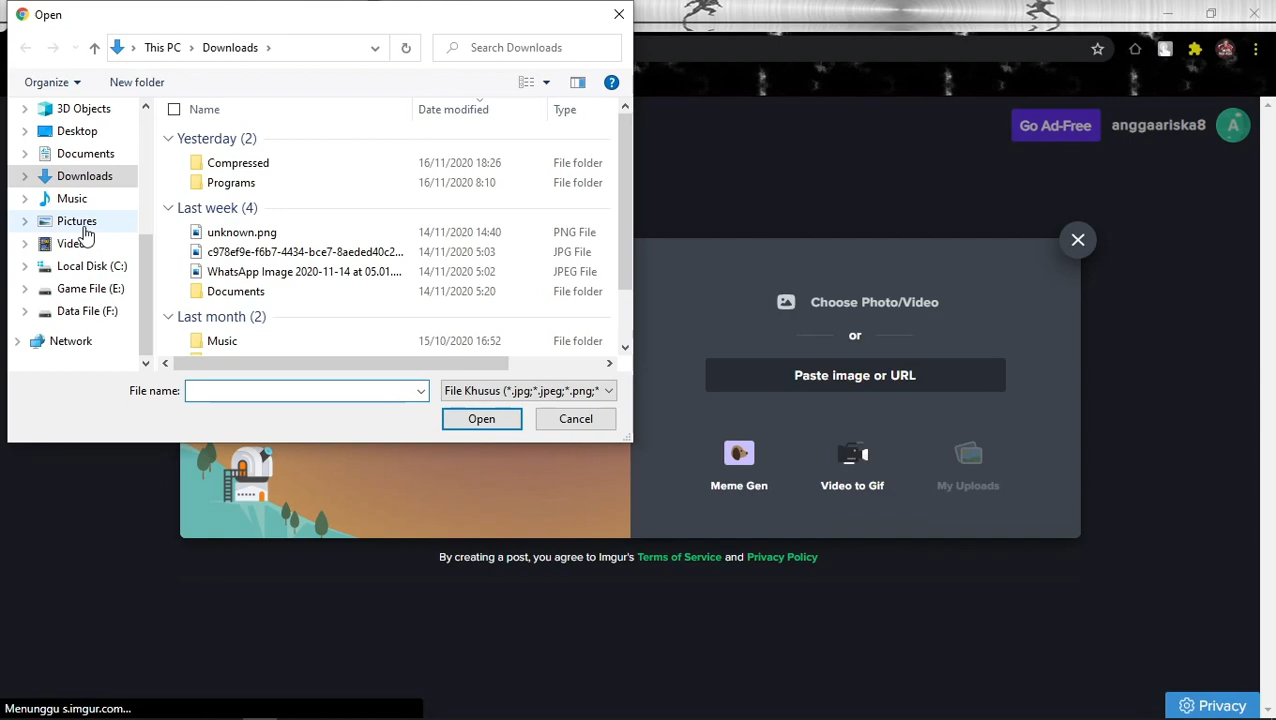 Open
This PC > Downloads >
Search Downloads
Organize
New folder
3D Objects
Desktop
Documents
Downloads
Music
Pictures
Local Disk (C:)
Game File (E:)
Data File (F:)
Network
Name Date modified Type
Yesterday (2)
Compressed 16/11/2020 18:26 File folder
Programs 16/11/2020 8:10 File folder
Last week (4)
unknown.png 14/11/2020 14:40 PNG File
c978ef9e-f6b7-4434-bce7-8aeded40c2... 14/11/2020 5:03 JPG File
WhatsApp Image 2020-11-14 at 05.01.... 14/11/2020 5:02 JPEG File
Documents 14/11/2020 5:20 File folder
Last month (2)
Music 15/10/2020 16:52 File folder
File name:
File Khusus (*.jpg;*.jpeg;*.png;*
Open
Cancel
Go Ad-Free
anggaariska8
A
Choose Photo/Video
or
Paste image or URL
Meme Gen
Video to Gif
My Uploads
By creating a post, you agree to Imgur's Terms of Service and Privacy Policy
Menunggu s.imgur.com...
Privacy